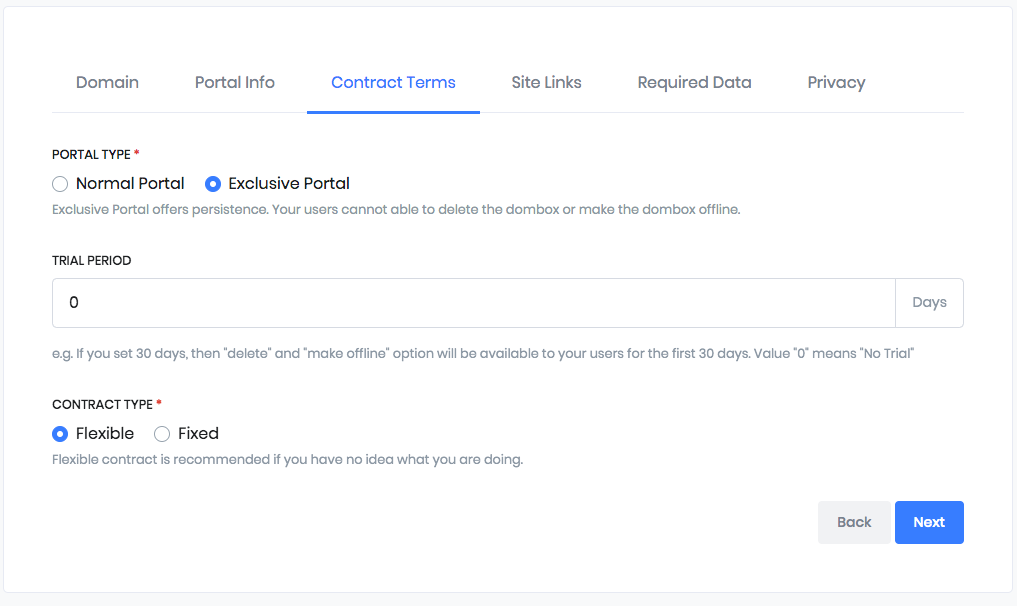 Domain Portal Info Contract Terms Site Links Required Data Privacy
PORTAL TYPE *
Normal Portal Exclusive Portal
Exclusive Portal offers persistence. Your users cannot able to delete the dombox or make the dombox offline.
TRIAL PERIOD
0 Days
e.g. If you set 30 days, then "delete" and "make offline" option will be available to your users for the first 30 days. Value "0" means "No Trial"
CONTRACT TYPE *
Flexible Fixed
Flexible contract is recommended if you have no idea what you are doing.
Back Next